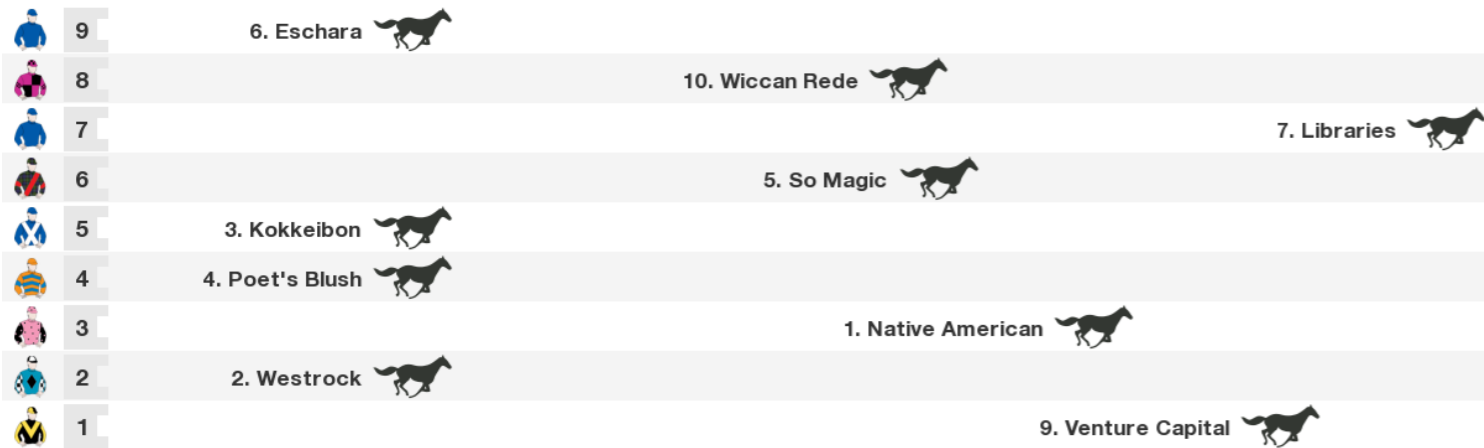 9 6. Eschara
8 10. Wiccan Rede
7 7. Libraries
6 5. So Magic
5 3. Kokkeibon
4 4. Poet's Blush
3 1. Native American
2 2. Westrock
1 9. Venture Capital